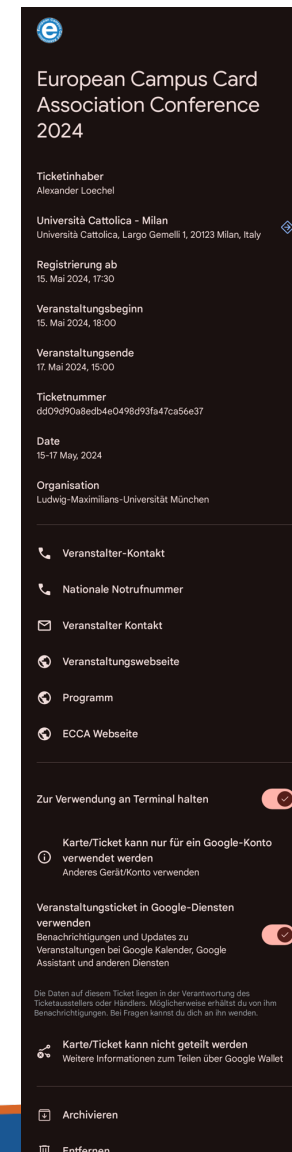 European Campus Card
Association Conference
2024
Ticketinhaber
Alexander Loechel
Università Cattolica - Milan
Università Cattolica, Largo Gemelli 1, 20123 Milan, Italy
Registrierung ab
15. Mai 2024, 17:30
Veranstaltungsbeginn
15. Mai 2024, 18:00
Veranstaltungsende
17. Mai 2024, 15:00
Ticketnummer
dd09d90a8edb4e0498d93fa47ca56e37
Date
15-17 May, 2024
Organisation
Ludwig-Maximilians-Universität München
Veranstalter-Kontakt
Nationale Notrufnummer
Veranstalter Kontakt
Veranstaltungswebseite
Programm
ECCA Webseite
Zur Verwendung an Terminal halten
Karte/Ticket kann nur für ein Google-Konto
verwendet werden
Anderes Gerät/Konto verwenden
Veranstaltungsticket in Google-Diensten
verwenden
Benachrichtigungen und Updates zu
Veranstaltungen bei Google Kalender, Google
Assistant und anderen Diensten
Die Daten auf diesem Ticket liegen in der Verantwortung des
Ticketausstellers oder Händlers. Möglicherweise erhältst du von ihm
Benachrichtigungen. Bei Fragen kannst du dich an ihn wenden.
Karte/Ticket kann nicht geteilt werden
Weitere Informationen zum Teilen über Google Wallet
Archivieren
Entfernen